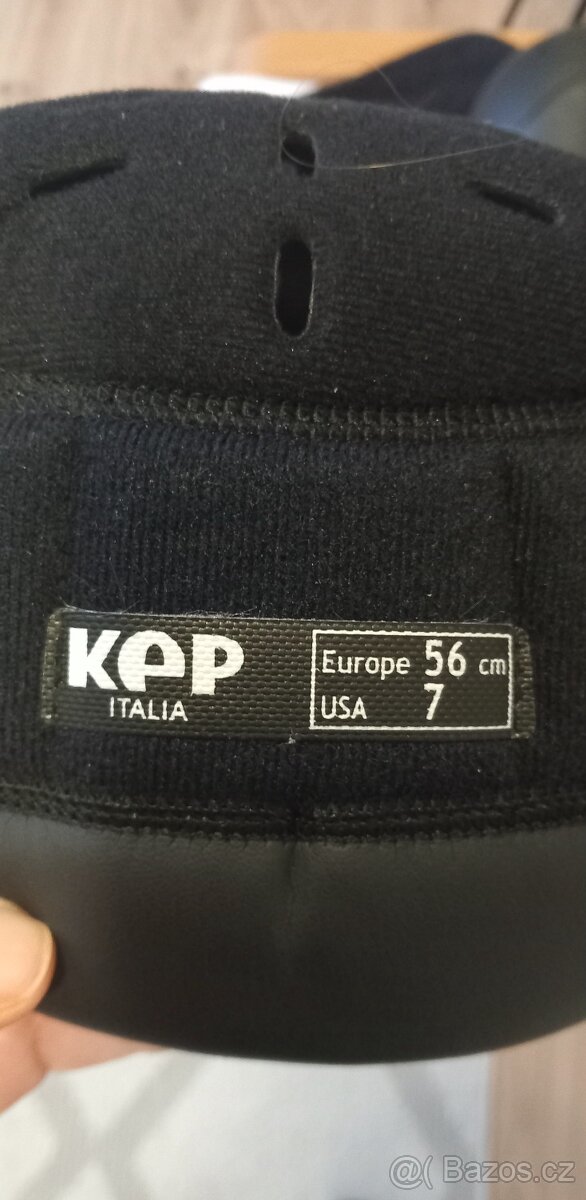 KEP
ITALIA
Europe 56 cm
USA 7
@( Bazos.cz